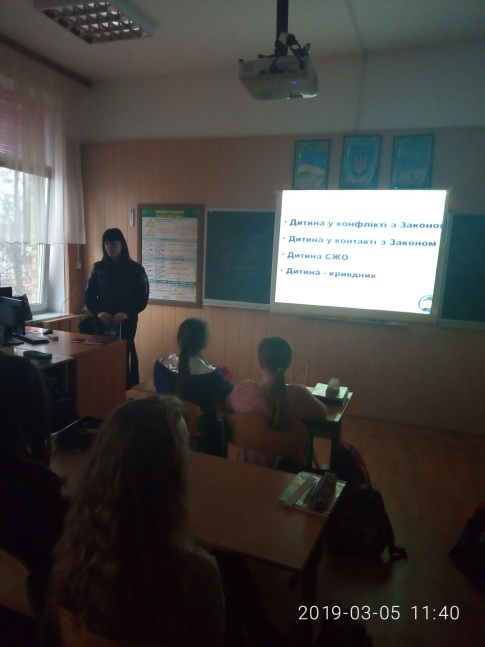 · Дитина у конфлікті з Законом
· Дитина у контакті з Законом
· Дитина СЖО
· Дитина - кривдник
2019-03-05 11:40